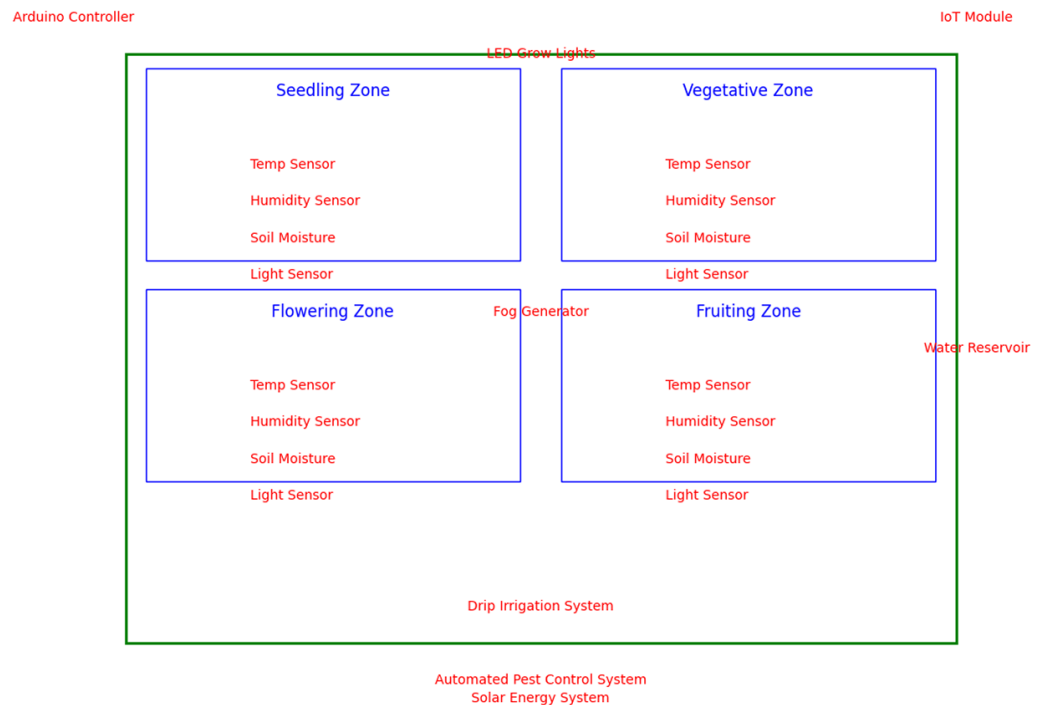 Arduino Controller
IoT Module
LED Grow Lights
Seedling Zone
Temp Sensor
Humidity Sensor
Soil Moisture
Light Sensor
Vegetative Zone
Temp Sensor
Humidity Sensor
Soil Moisture
Light Sensor
Flowering Zone
Temp Sensor
Humidity Sensor
Soil Moisture
Light Sensor
Fog Generator
Fruiting Zone
Temp Sensor
Humidity Sensor
Soil Moisture
Light Sensor
Water Reservoir
Drip Irrigation System
Automated Pest Control System
Solar Energy System